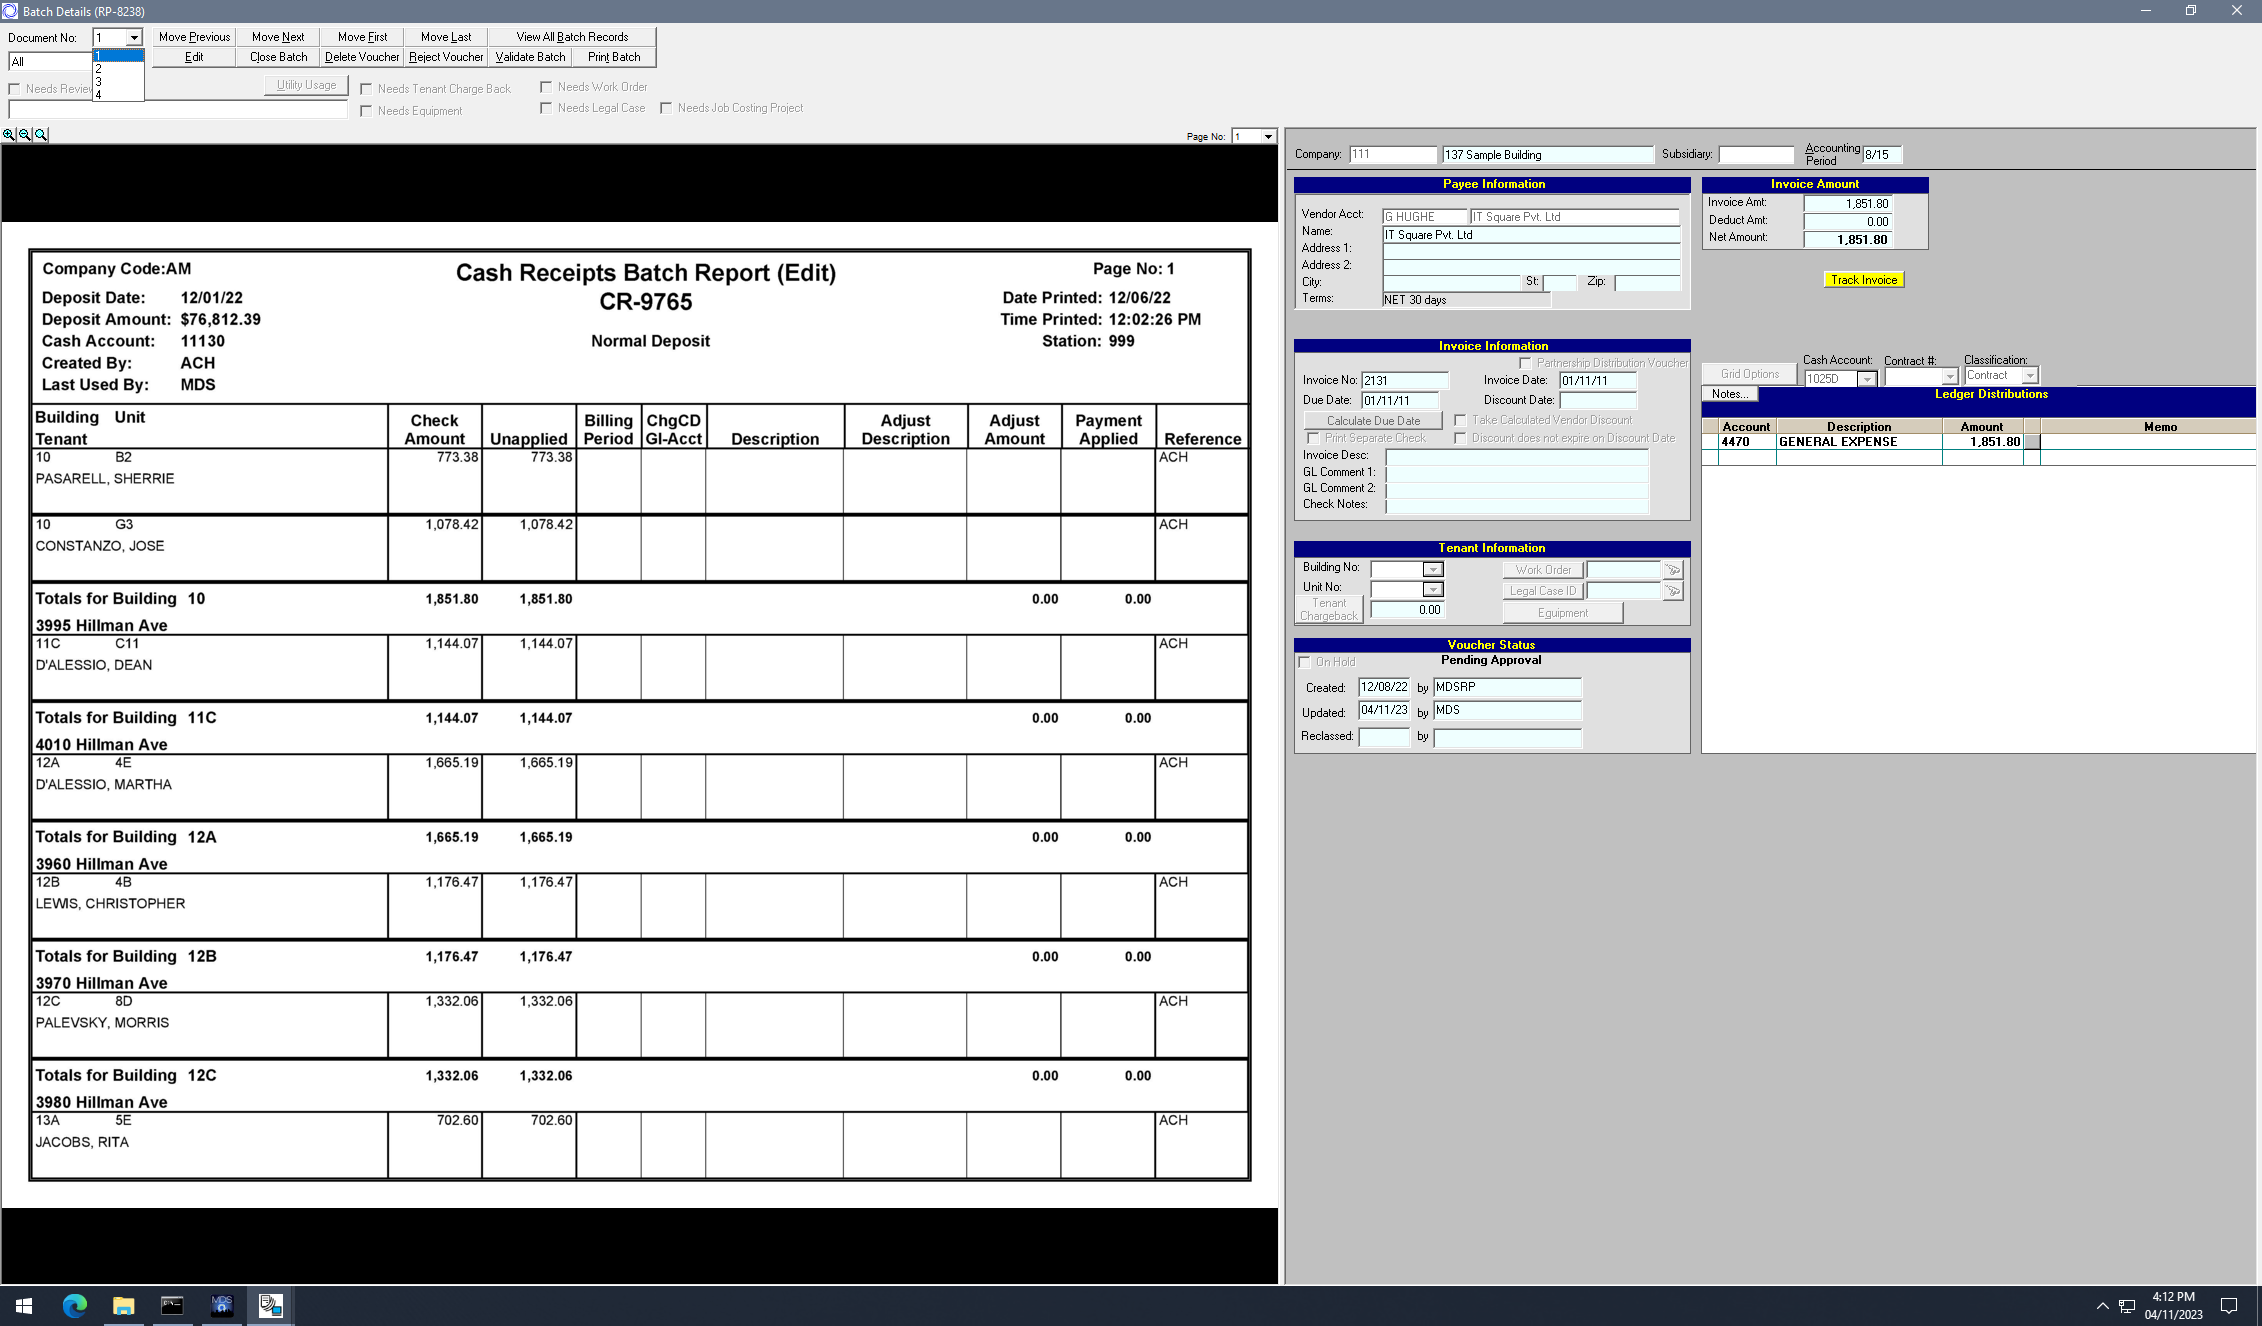 Batch Details (RP-8238)
Document No: 1
Move Previous Move Next Move First Move Last View All Batch Records
All
1
2
3
4
Edit Close Batch Delete Voucher Reject Voucher Validate Batch Print Batch
Needs Review Utility Usage Needs Tenant Charge Back Needs Work Order
Needs Equipment Needs Legal Case Needs Job Costing Project
Page No: 1
Company Code:AM Cash Receipts Batch Report (Edit) Page No: 1
Deposit Date: 12/01/22 CR-9765 Date Printed: 12/06/22
Deposit Amount: $76,812.39 Time Printed: 12:02:26 PM
Cash Account: 11130 Normal Deposit Station: 999
Created By: ACH
Last Used By: MDS
Building Unit Check Billing ChgCD Adjust Adjust Payment
Tenant Amount Unapplied Period Gl-Acct Description Description Amount Applied Reference
10 B2 773.38 773.38 ACH
PASARELL, SHERRIE
10 G3 1,078.42 1,078.42 ACH
CONSTANZO, JOSE
Totals for Building 10 1,851.80 1,851.80 0.00 0.00
3995 Hillman Ave
11C C11 1,144.07 1,144.07 ACH
D'ALESSIO, DEAN
Totals for Building 11C 1,144.07 1,144.07 0.00 0.00
4010 Hillman Ave
12A 4E 1,665.19 1,665.19 ACH
D'ALESSIO, MARTHA
Totals for Building 12A 1,665.19 1,665.19 0.00 0.00
3960 Hillman Ave
12B 4B 1,176.47 1,176.47 ACH
LEWIS, CHRISTOPHER
Totals for Building 12B 1,176.47 1,176.47 0.00 0.00
3970 Hillman Ave
12C 8D 1,332.06 1,332.06 ACH
PALEVSKY, MORRIS
Totals for Building 12C 1,332.06 1,332.06 0.00 0.00
3980 Hillman Ave
13A 5E 702.60 702.60 ACH
JACOBS, RITA
Company: 111 137 Sample Building Subsidiary: Accounting Period 8/15
Payee Information
Vendor Acct: G HUGHE IT Square Pvt. Ltd
Name: IT Square Pvt. Ltd
Address 1:
Address 2:
City: St: Zip:
Terms: NET 30 days
Invoice Amount
Invoice Amt: 1,851.80
Deduct Amt: 0.00
Net Amount: 1,851.80
Track Invoice
Invoice Information
Partnership Distribution Voucher
Invoice No: 2131 Invoice Date: 01/11/11
Due Date: 01/11/11 Discount Date:
Calculate Due Date Take Calculated Vendor Discount
Print Separate Check Discount does not expire on Discount Date
Invoice Desc:
GL Comment 1:
GL Comment 2:
Check Notes:
Grid Options Cash Account: 1025D Contract #: Classification: Contract
Notes... Ledger Distributions
Account Description Amount Memo
4470 GENERAL EXPENSE 1,851.80
Tenant Information
Building No: Work Order
Unit No: Legal Case ID
Tenant Chargeback 0.00 Equipment
Voucher Status
On Hold Pending Approval
Created: 12/08/22 by MDSRP
Updated: 04/11/23 by MDS
Reclassed: by
MDS
4:12 PM
04/11/2023